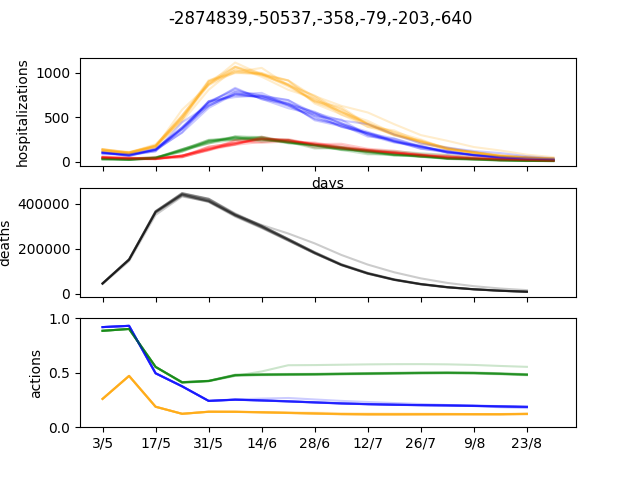 -2874839,-50537,-358,-79,-203,-640
1000
500
0
hospitalizations
days
400000
200000
0
deaths
1.0
0.5
0.0
actions
3/5 17/5 31/5 14/6 28/6 12/7 26/7 9/8 23/8